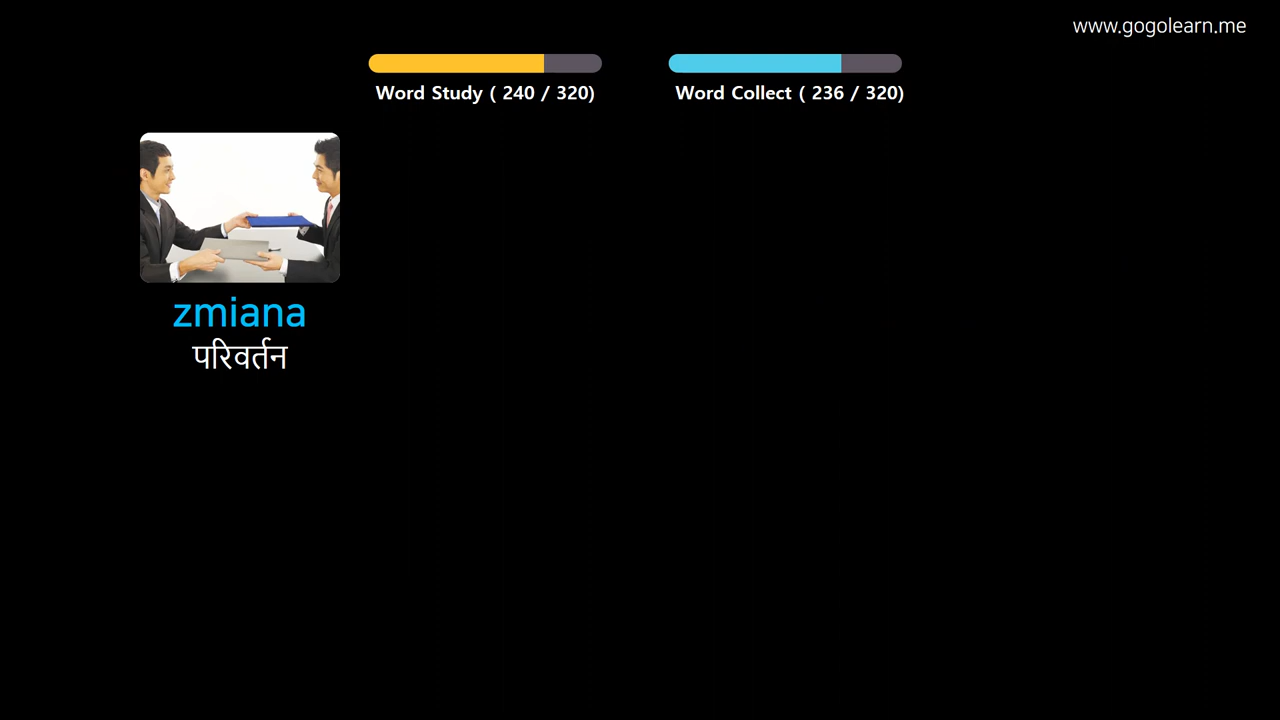 www.gogolearn.me
Word Study ( 240 / 320)
Word Collect ( 236 / 320)
zmiana
परिवर्तन